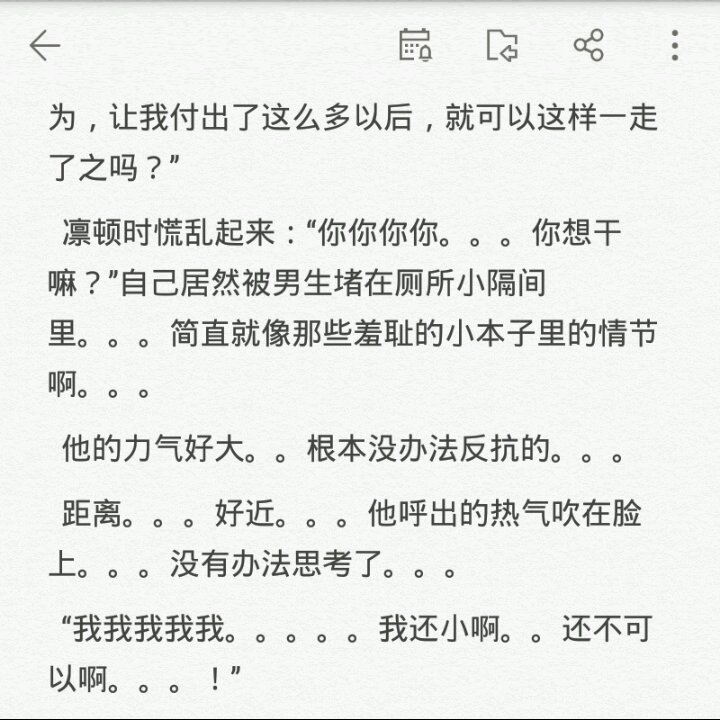 为，让我付出了这么多以后，就可以这样一走
了之吗？”
凛顿时慌乱起来：“你你你你。。。你想干
嘛？”自己居然被男生堵在厕所小隔间
里。。。简直就像那些羞耻的小本子里的情节
啊。。。
他的力气好大。。根本没办法反抗的。。。
距离。。。好近。。。他呼出的热气吹在脸
上。。。没有办法思考了。。。
“我我我我我。。。。。我还小啊。。还不可
以啊。。。！”